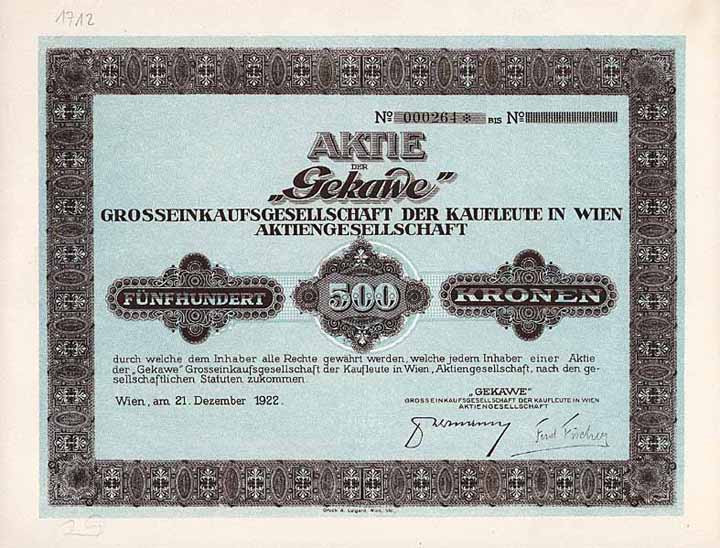 1712
No 000264 * BIS No
AKTIE
DER
„Gekawe”
GROSSEINKAUFSGESELLSCHAFT DER KAUFLEUTE IN WIEN
AKTIENGESELLSCHAFT
FÜNFHUNDERT 500 KRONEN
durch welche dem Inhaber alle Rechte gewährt werden, welche jedem Inhaber einer Aktie
der „Gekawe” Grosseinkaufsgesellschaft der Kaufleute in Wien, Aktiengesellschaft, nach den ge-
sellschaftlichen Statuten zukommen.
Wien, am 21. Dezember 1922.
„GEKAWE”
GROSSEINKAUFSGESELLSCHAFT DER KAUFLEUTE IN WIEN
AKTIENGESELLSCHAFT
Druck A.